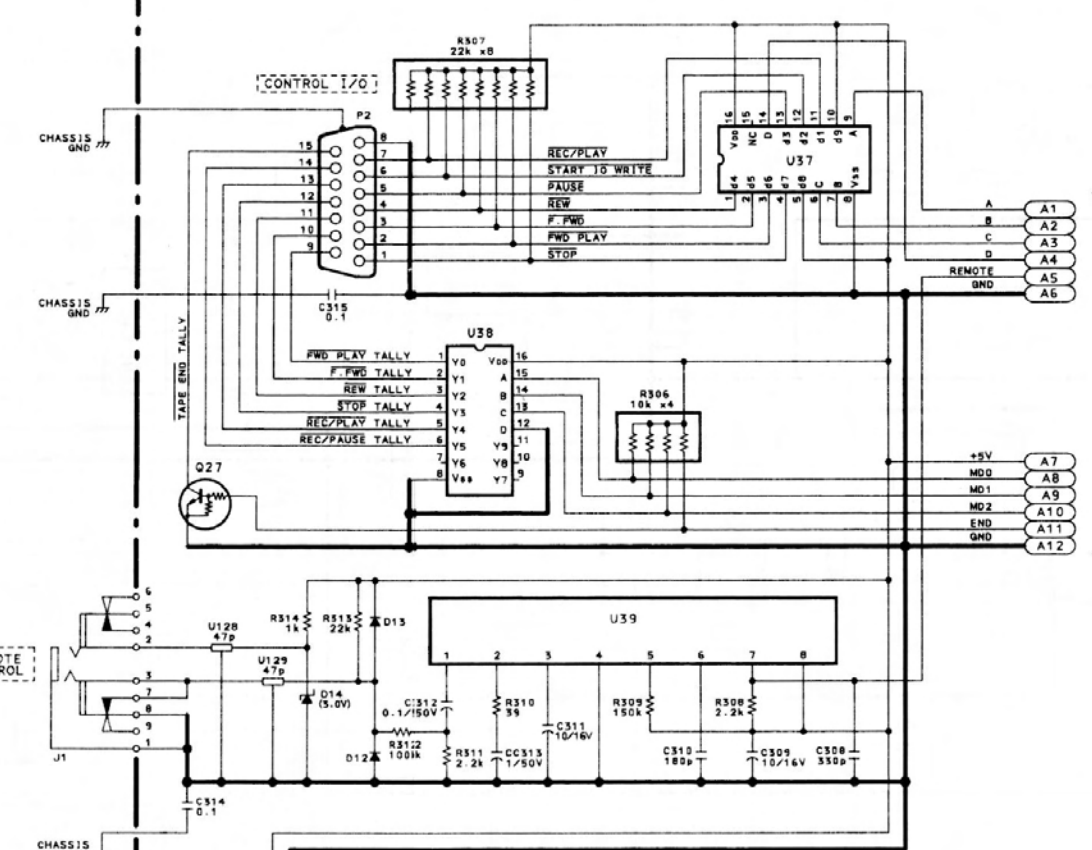 R307
22k x8
CONTROL I/O
P2
CHASSIS
GND
15
14
13
12
11
10
9
8
7
6
5
4
3
2
1
REC/PLAY
START IO WRITE
PAUSE
REW
F.FWD
FWD PLAY
STOP
16
15
14
13
12
11
10
9
VDD
NC
D
d3
d2
d1
d9
A
U37
d4
d5
d6
d7
d8
C
B
VSS
1
2
3
4
5
6
7
8
A
A1
B
A2
C
A3
D
A4
REMOTE
A5
GND
A6
CHASSIS
GND
C315
0.1
U38
TAPE END TALLY
FWD PLAY TALLY
1
Y0
VDD
16
F.FWD TALLY
2
Y1
A
15
REW TALLY
3
Y2
B
14
STOP TALLY
4
Y3
C
13
REC/PLAY TALLY
5
Y4
D
12
REC/PAUSE TALLY
6
Y5
Y9
11
7
Y6
Y8
10
8
VSS
Y7
9
R306
10k x4
+5V
A7
MD0
A8
MD1
A9
MD2
A10
END
A11
GND
A12
Q27
6
5
4
2
3
7
8
9
1
J1
OTE
ROL
U128
47p
U129
47p
R314
1k
R313
22k
D13
D14
(3.0V)
D12
U39
1
2
3
4
5
6
7
8
C312
0.1/50V
R312
100k
R311
2.2k
R310
39
CC313
1/50V
C311
10/16V
R309
150k
C310
180p
R308
2.2k
C309
10/16V
C308
330p
C314
0.1
CHASSIS